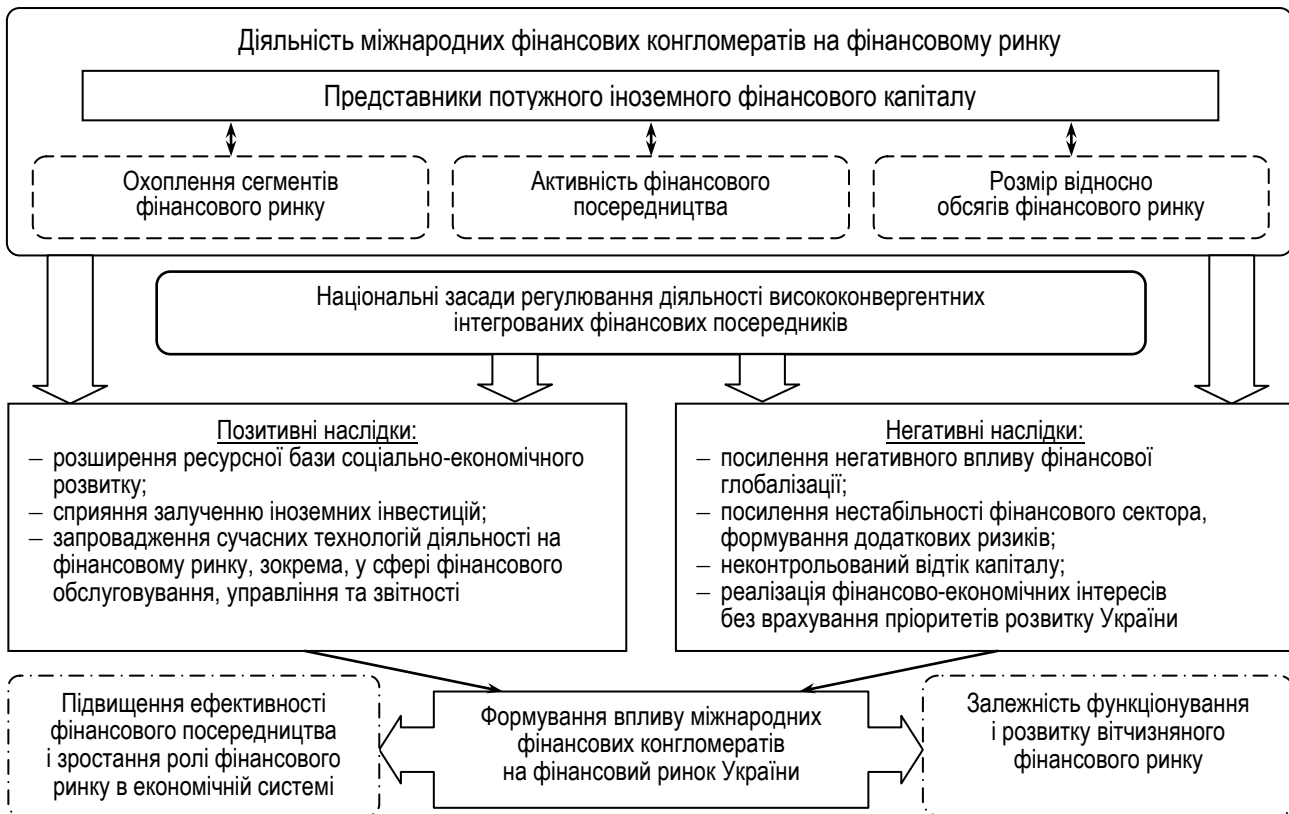 Діяльність міжнародних фінансових конгломератів на фінансовому ринку
Представники потужного іноземного фінансового капіталу
Охоплення сегментів
фінансового ринку
Активність фінансового
посередництва
Розмір відносно
обсягів фінансового ринку
Національні засади регулювання діяльності висококонвергентних
інтегрованих фінансових посередників
Позитивні наслідки:
– розширення ресурсної бази соціально-економічного
розвитку;
– сприяння залученню іноземних інвестицій;
– запровадження сучасних технологій діяльності на
фінансовому ринку, зокрема, у сфері фінансового
обслуговування, управління та звітності
Негативні наслідки:
– посилення негативного впливу фінансової
глобалізації;
– посилення нестабільності фінансового сектора,
формування додаткових ризиків;
– неконтрольований відтік капіталу;
– реалізація фінансово-економічних інтересів
без врахування пріоритетів розвитку України
Підвищення ефективності
фінансового посередництва
і зростання ролі фінансового
ринку в економічній системі
Формування впливу міжнародних
фінансових конгломератів
на фінансовий ринок України
Залежність функціонування
і розвитку вітчизняного
фінансового ринку